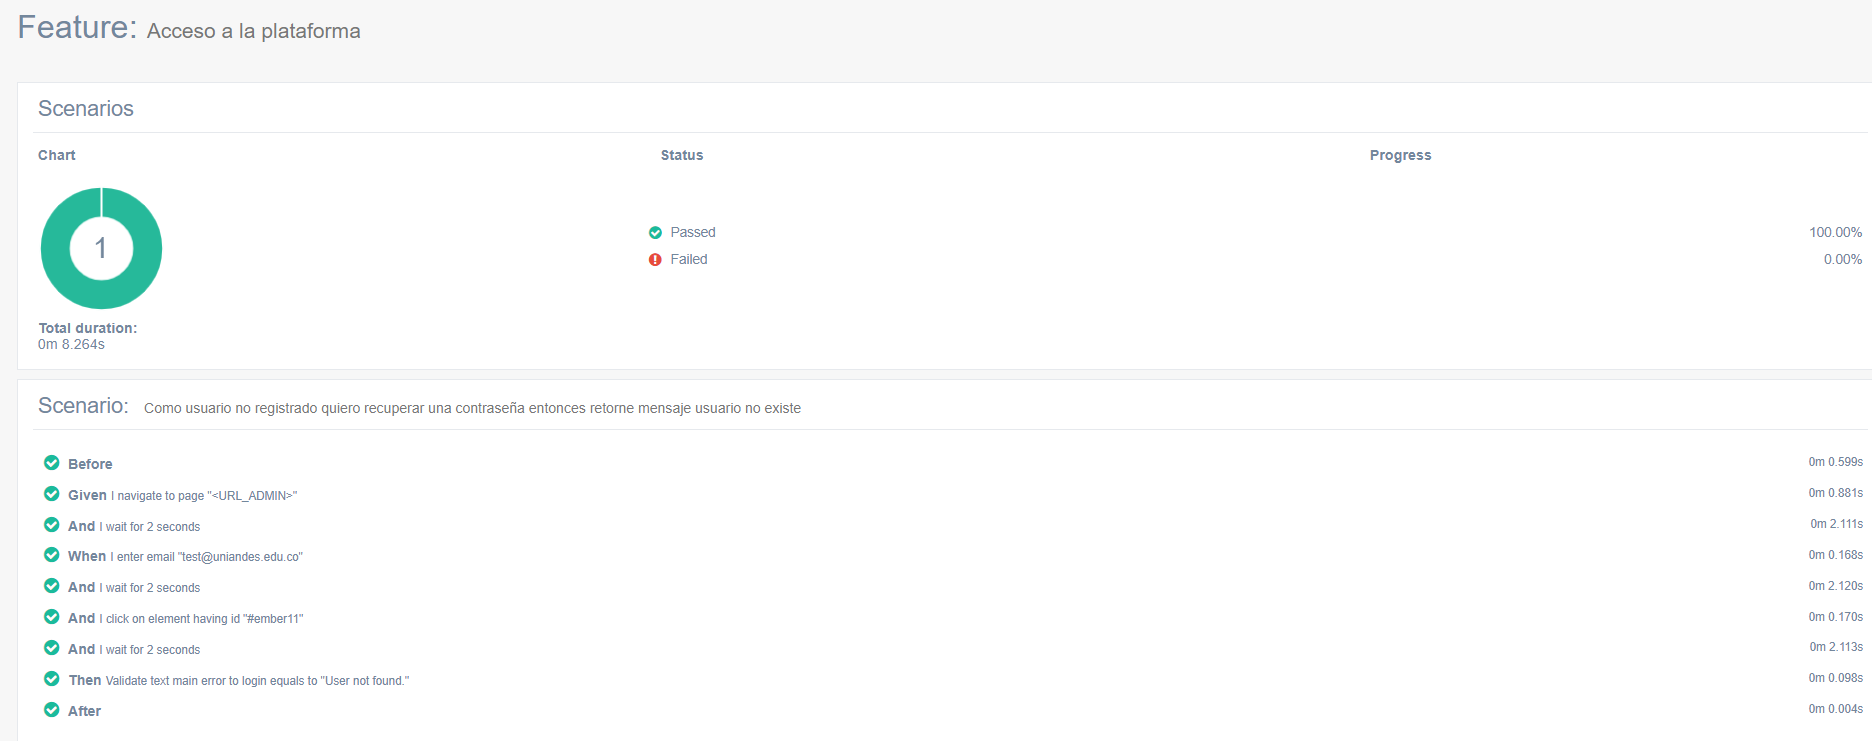 Feature: Acceso a la plataforma
Scenarios
Chart Status Progress
1
Passed 100.00%
Failed 0.00%
Total duration:
0m 8.264s
Scenario: Como usuario no registrado quiero recuperar una contraseña entonces retorne mensaje usuario no existe
Before 0m 0.599s
Given I navigate to page "<URL_ADMIN>" 0m 0.881s
And I wait for 2 seconds 0m 2.111s
When I enter email "test@uniandes.edu.co" 0m 0.168s
And I wait for 2 seconds 0m 2.120s
And I click on element having id "#ember11" 0m 0.170s
And I wait for 2 seconds 0m 2.113s
Then Validate text main error to login equals to "User not found." 0m 0.098s
After 0m 0.004s